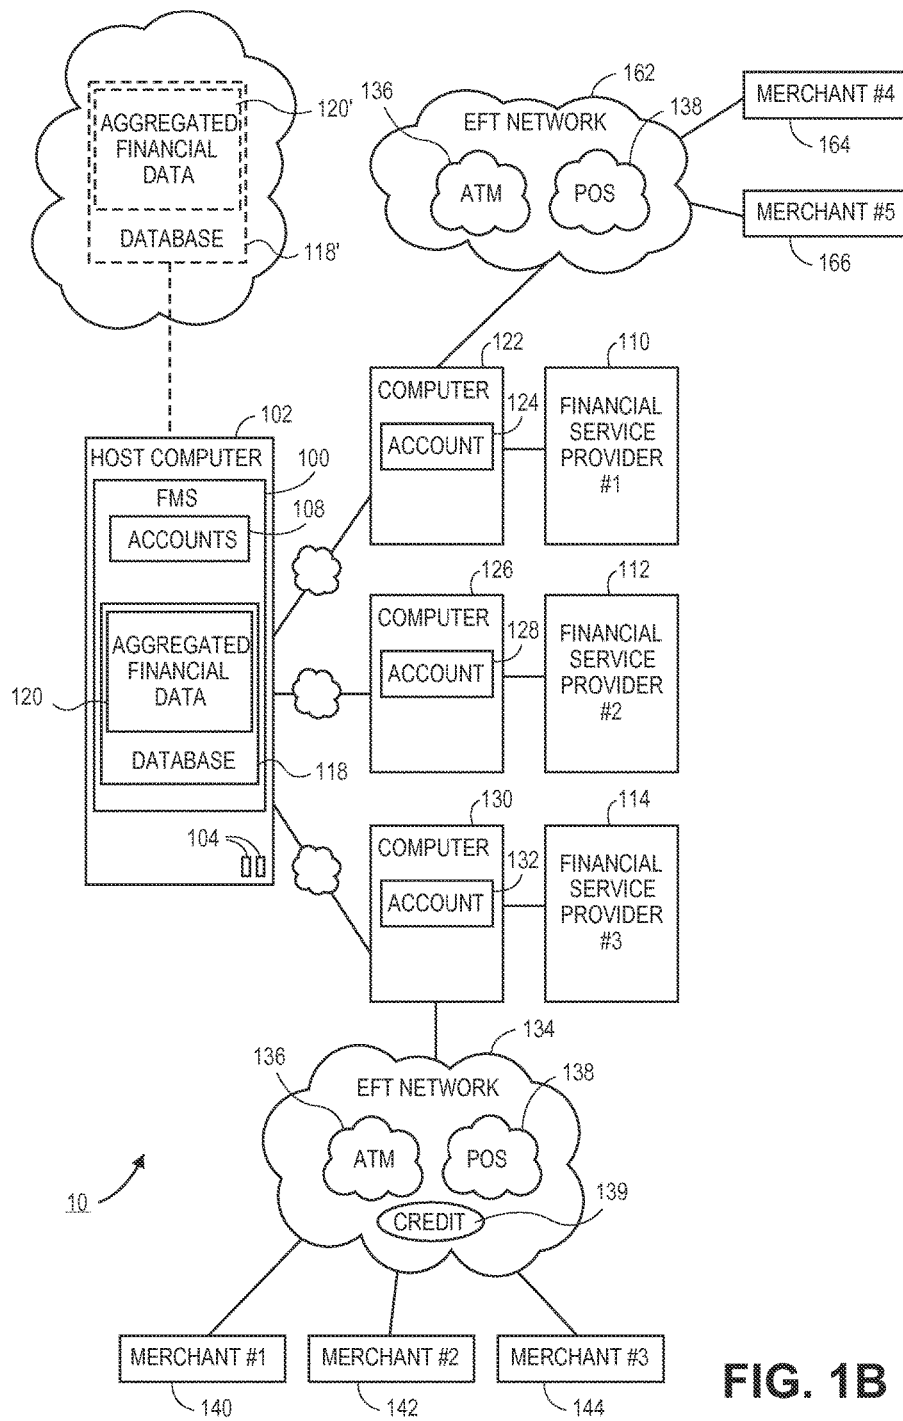 120'
AGGREGATED
FINANCIAL
DATA
DATABASE
118'
162
136
138
EFT NETWORK
ATM
POS
MERCHANT #4
164
MERCHANT #5
166
102
HOST COMPUTER
100
FMS
108
ACCOUNTS
AGGREGATED
FINANCIAL
DATA
120
DATABASE
118
104
122
COMPUTER
124
ACCOUNT
110
FINANCIAL
SERVICE
PROVIDER
#1
126
COMPUTER
128
ACCOUNT
112
FINANCIAL
SERVICE
PROVIDER
#2
130
COMPUTER
132
ACCOUNT
114
FINANCIAL
SERVICE
PROVIDER
#3
134
136
138
EFT NETWORK
ATM
POS
139
CREDIT
10
MERCHANT #1
140
MERCHANT #2
142
MERCHANT #3
144
FIG. 1B